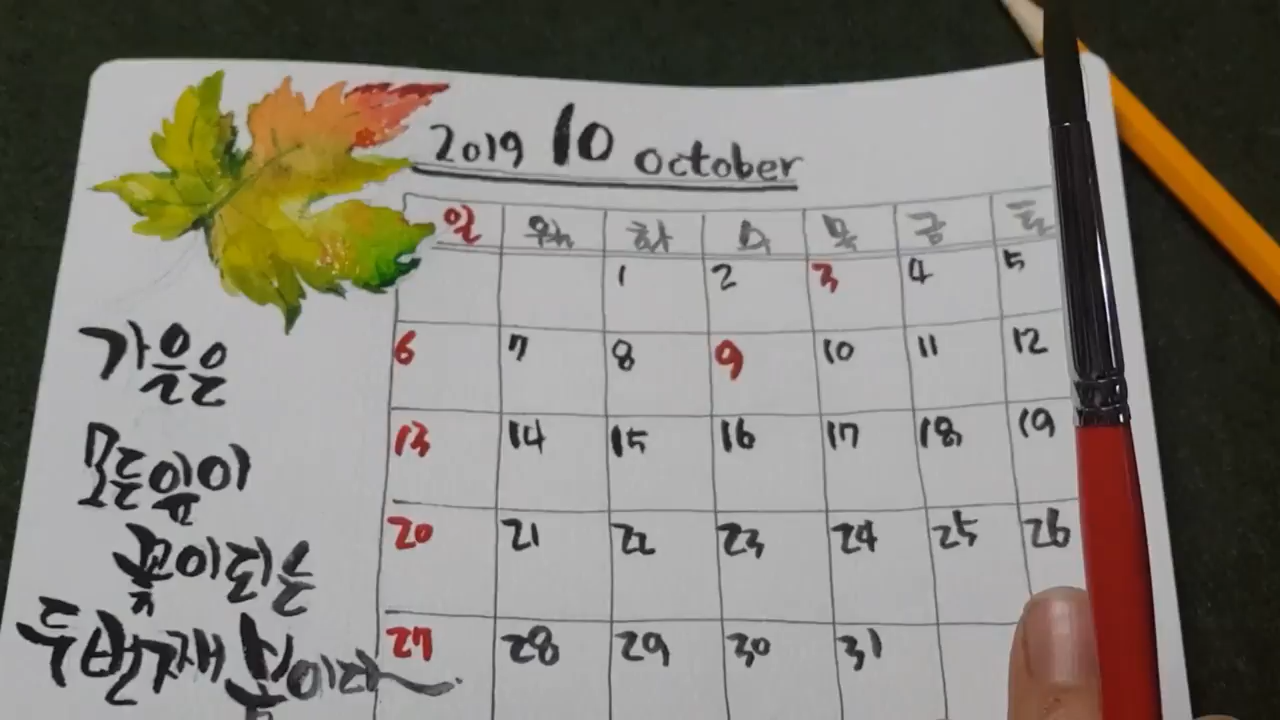 2019 10 october
일 월 화 수 목 금 토
1 2 3 4 5
6 7 8 9 10 11 12
13 14 15 16 17 18 19
20 21 22 23 24 25 26
27 28 29 30 31
가을은
모든잎이
꽃이되는
두번째 봄이다